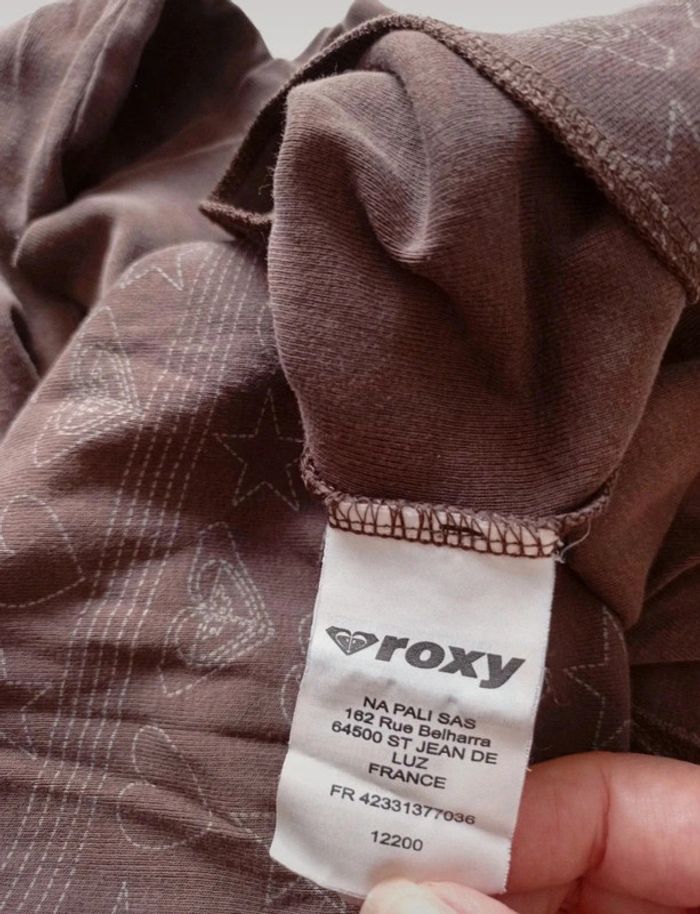 roxy
NA PALI SAS
162 Rue Belharra
64500 ST JEAN DE
LUZ
FRANCE
FR 42331377036
12200